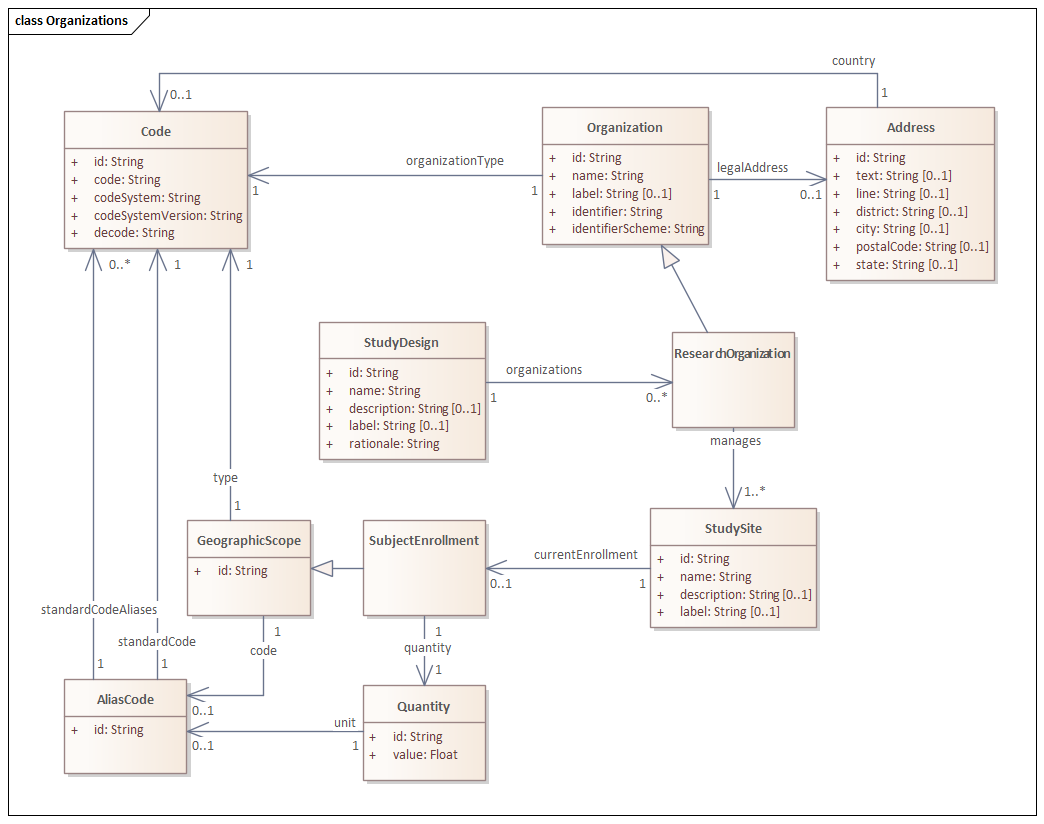 class Organizations
country
0..1
1
Code
+ id: String
+ code: String
+ codeSystem: String
+ codeSystemVersion: String
+ decode: String
organizationType
1
1
Organization
+ id: String
+ name: String
+ label: String [0..1]
+ identifier: String
+ identifierScheme: String
legalAddress
1
0..1
Address
+ id: String
+ text: String [0..1]
+ line: String [0..1]
+ district: String [0..1]
+ city: String [0..1]
+ postalCode: String [0..1]
+ state: String [0..1]
0..*
1
1
StudyDesign
+ id: String
+ name: String
+ description: String [0..1]
+ label: String [0..1]
+ rationale: String
organizations
1
0..*
ResearchOrganization
manages
1..*
type
1
GeographicScope
+ id: String
SubjectEnrollment
currentEnrollment
0..1
1
StudySite
+ id: String
+ name: String
+ description: String [0..1]
+ label: String [0..1]
standardCodeAliases
1
standardCode
1
1
code
0..1
1
quantity
1
AliasCode
+ id: String
unit
0..1
1
Quantity
+ id: String
+ value: Float